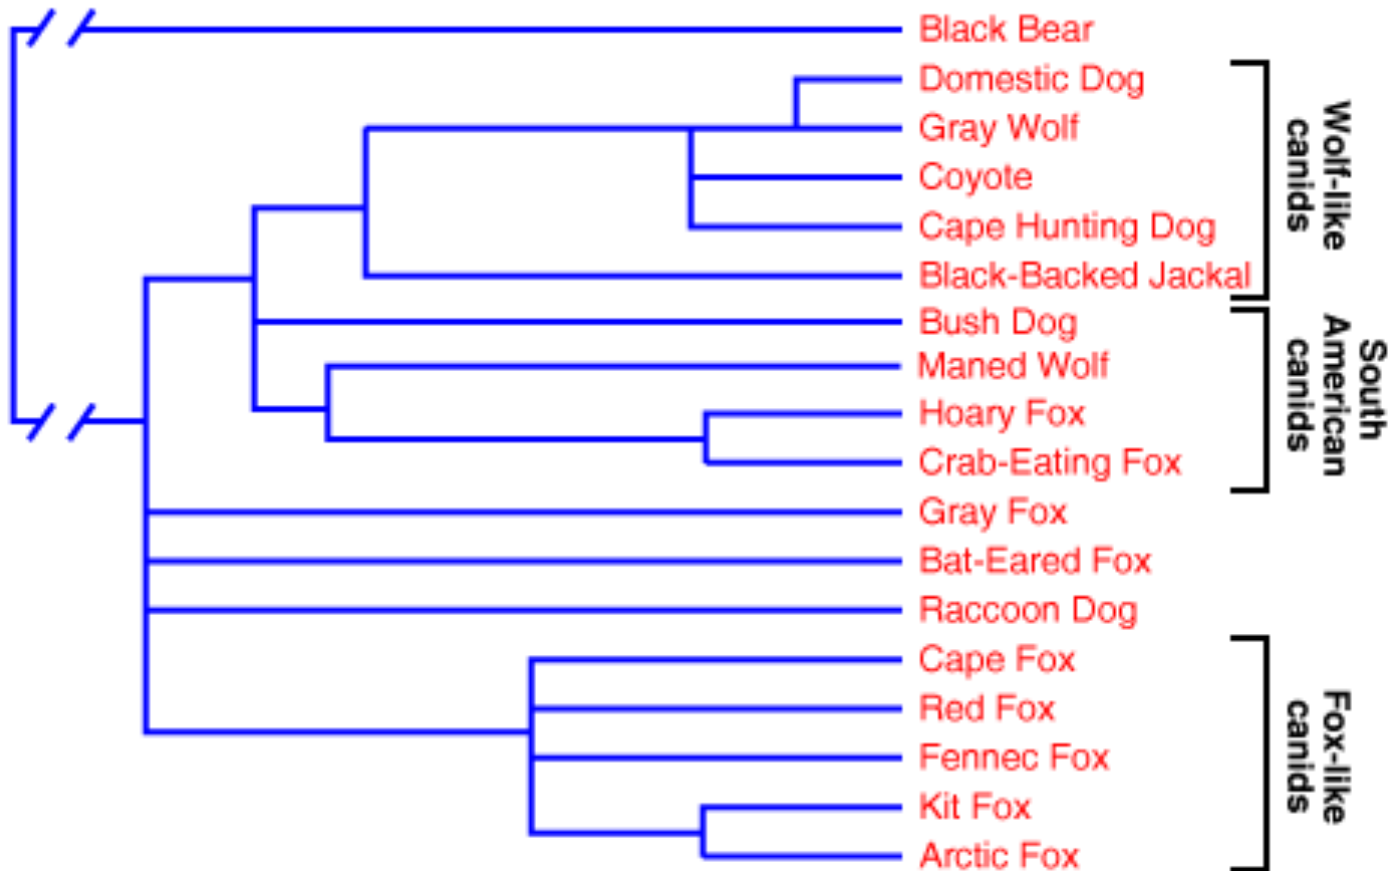 Black Bear
Domestic Dog
Gray Wolf
Coyote
Cape Hunting Dog
Black-Backed Jackal
Bush Dog
Maned Wolf
Hoary Fox
Crab-Eating Fox
Gray Fox
Bat-Eared Fox
Raccoon Dog
Cape Fox
Red Fox
Fennec Fox
Kit Fox
Arctic Fox
Wolf-like
canids
South
American
canids
Fox-like
canids